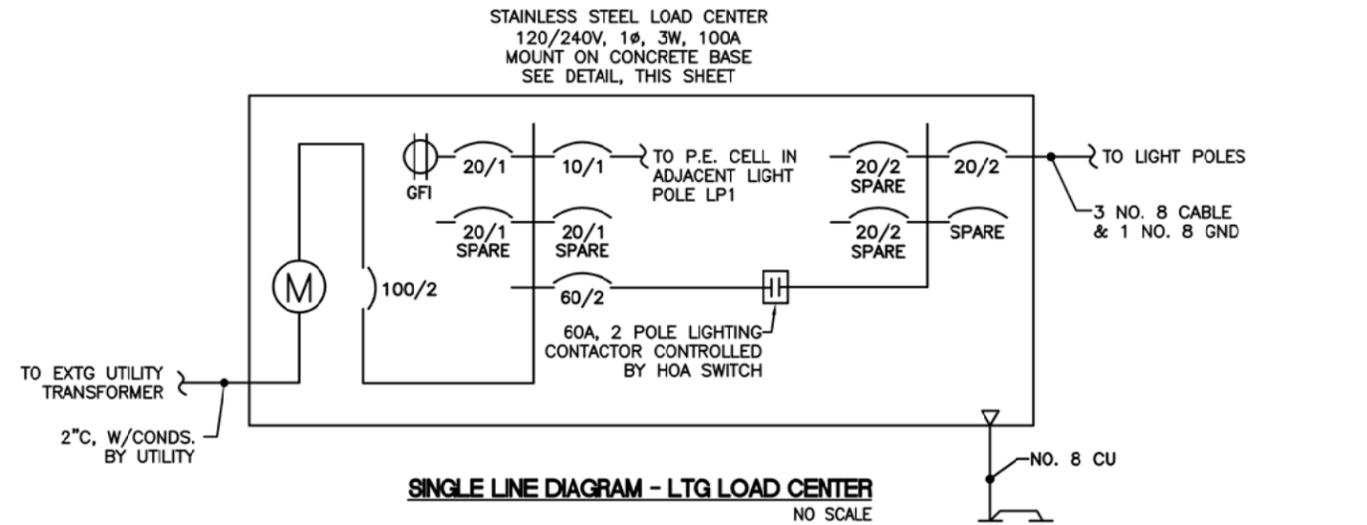 STAINLESS STEEL LOAD CENTER
120/240V, 1ø, 3W, 100A
MOUNT ON CONCRETE BASE
SEE DETAIL, THIS SHEET
GFI
20/1
10/1
TO P.E. CELL IN
ADJACENT LIGHT
POLE LP1
20/2
SPARE
20/2
TO LIGHT POLES
20/1
SPARE
20/1
SPARE
20/2
SPARE
SPARE
3 NO. 8 CABLE
& 1 NO. 8 GND
M
100/2
60/2
60A, 2 POLE LIGHTING
CONTACTOR CONTROLLED
BY HOA SWITCH
TO EXTG UTILITY
TRANSFORMER
2"C, W/CONDS.
BY UTILITY
NO. 8 CU
SINGLE LINE DIAGRAM - LTG LOAD CENTER
NO SCALE